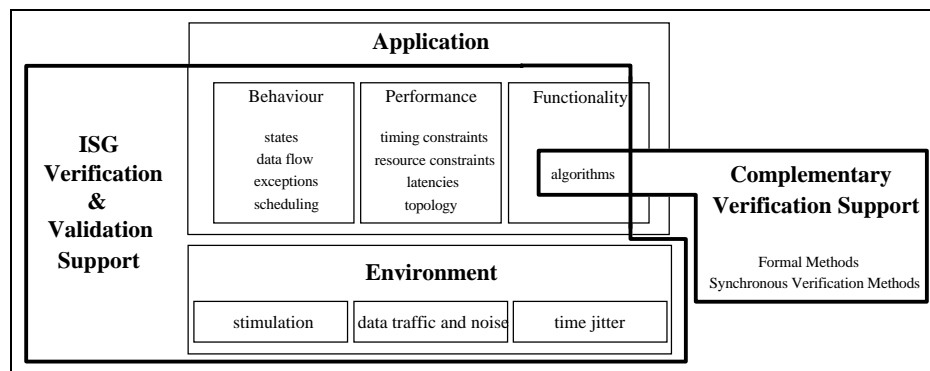 Application
Behaviour
states
data flow
exceptions
scheduling
Performance
timing constraints
resource constraints
latencies
topology
Functionality
algorithms
ISG
Verification
&
Validation
Support
Complementary
Verification Support
Formal Methods
Synchronous Verification Methods
Environment
stimulation
data traffic and noise
time jitter